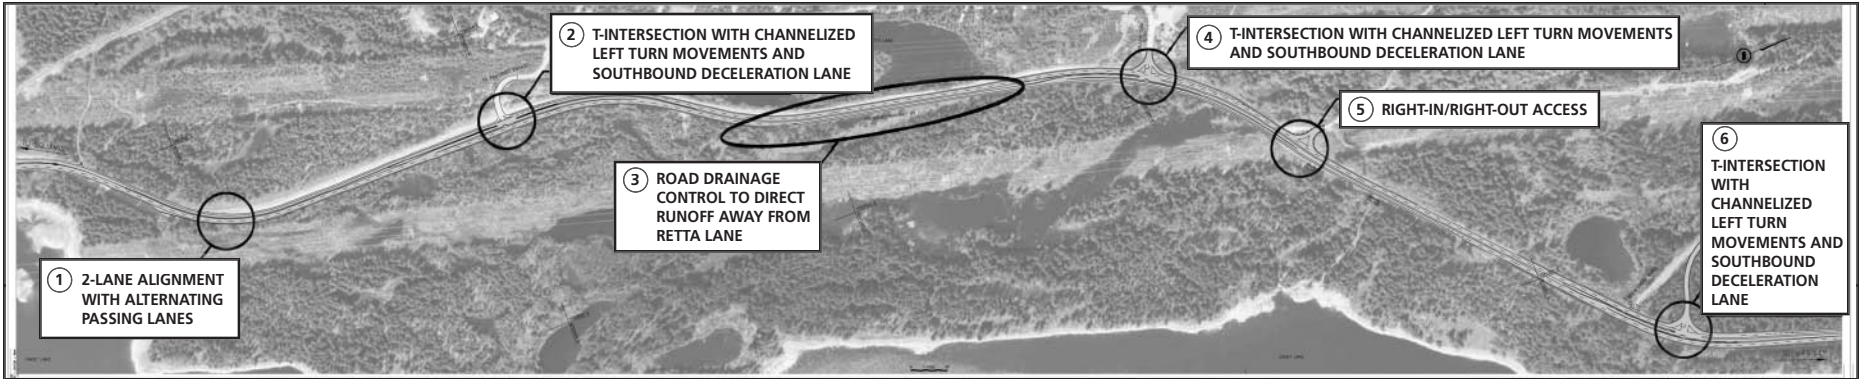 2 T-INTERSECTION WITH CHANNELIZED
LEFT TURN MOVEMENTS AND
SOUTHBOUND DECELERATION LANE
4 T-INTERSECTION WITH CHANNELIZED LEFT TURN MOVEMENTS
AND SOUTHBOUND DECELERATION LANE
5 RIGHT-IN/RIGHT-OUT ACCESS
6
T-INTERSECTION
WITH
CHANNELIZED
LEFT TURN
MOVEMENTS AND
SOUTHBOUND
DECELERATION
LANE
3 ROAD DRAINAGE
CONTROL TO DIRECT
RUNOFF AWAY FROM
RETTA LANE
1 2-LANE ALIGNMENT
WITH ALTERNATING
PASSING LANES